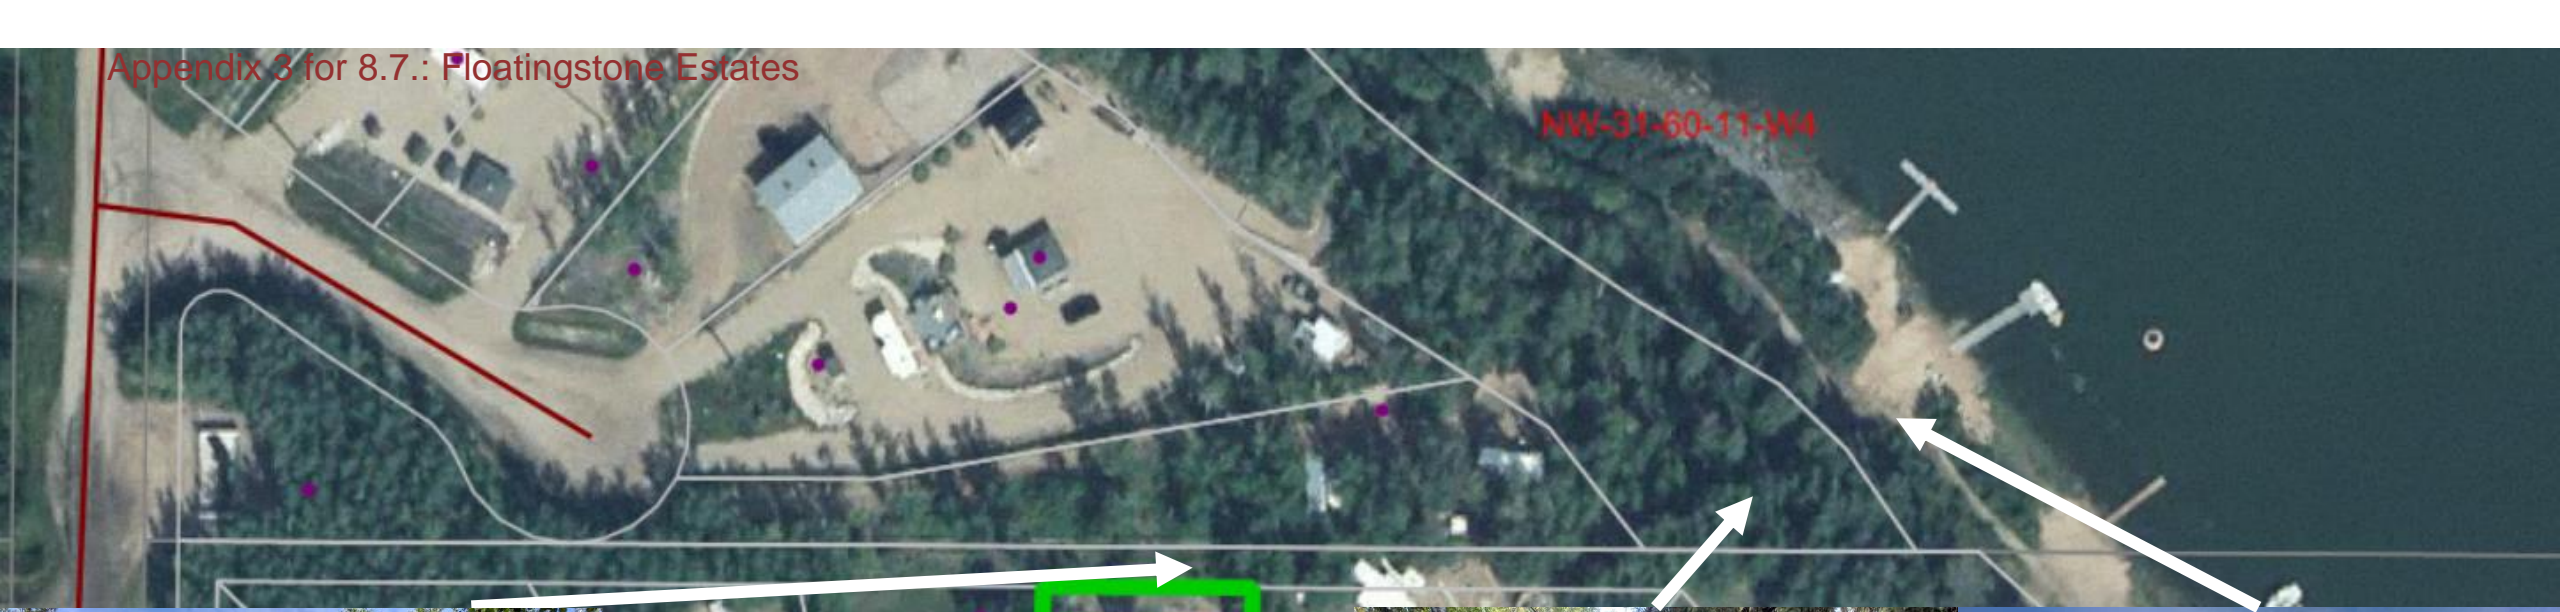 Appendix 3 for 8.7.: Floatingstone Estates
NW-31-60-11-W4